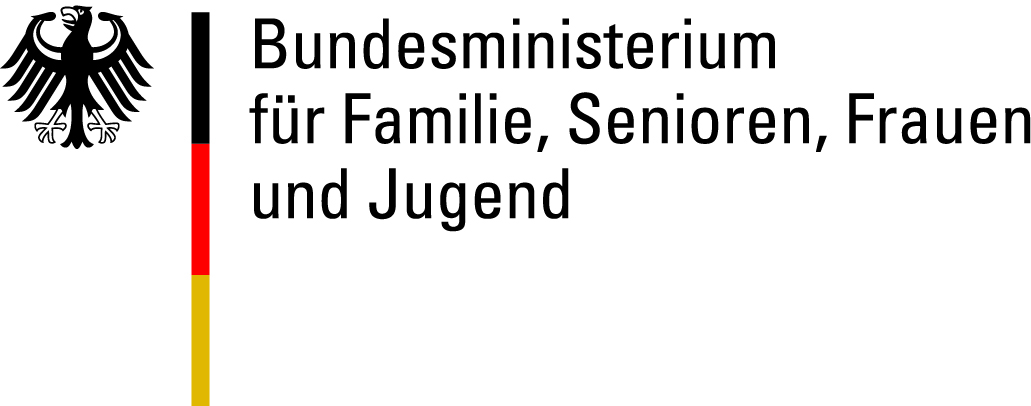 Bundesministerium
für Familie, Senioren, Frauen
und Jugend